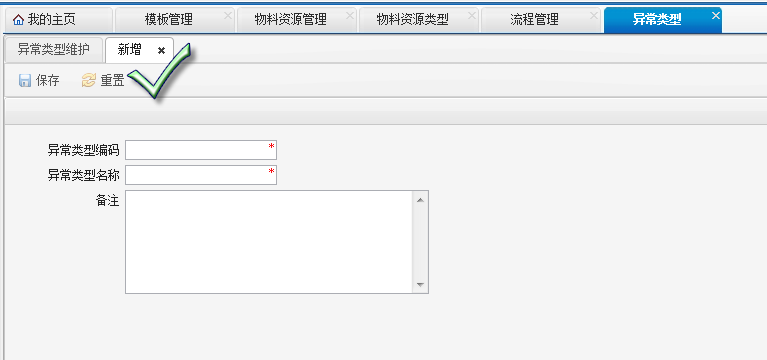 我的主页 模板管理 物料资源管理 物料资源类型 流程管理 异常类型
异常类型维护 新增
保存 重置
异常类型编码 *
异常类型名称 *
备注